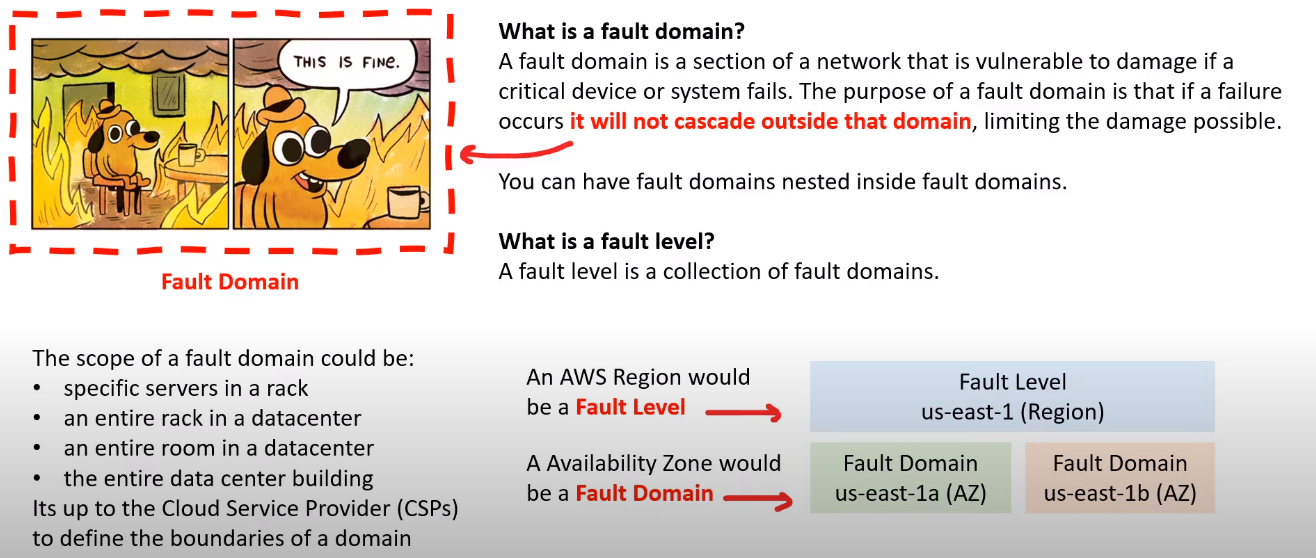 THIS IS FINE.
Fault Domain
What is a fault domain?
A fault domain is a section of a network that is vulnerable to damage if a
critical device or system fails. The purpose of a fault domain is that if a failure
occurs it will not cascade outside that domain, limiting the damage possible.
You can have fault domains nested inside fault domains.
What is a fault level?
A fault level is a collection of fault domains.
The scope of a fault domain could be:
• specific servers in a rack
• an entire rack in a datacenter
• an entire room in a datacenter
• the entire data center building
Its up to the Cloud Service Provider (CSPs)
to define the boundaries of a domain
An AWS Region would
be a Fault Level
Fault Level
us-east-1 (Region)
A Availability Zone would
be a Fault Domain
Fault Domain
us-east-1a (AZ)
Fault Domain
us-east-1b (AZ)